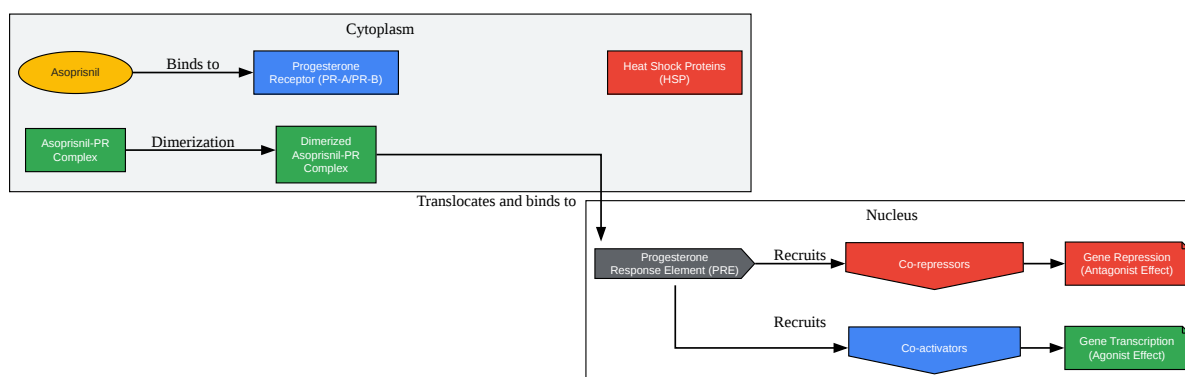 Cytoplasm
Asoprisnil
Binds to
Progesterone
Receptor (PR-A/PR-B)
Heat Shock Proteins
(HSP)
Asoprisnil-PR
Complex
Dimerization
Dimerized
Asoprisnil-PR
Complex
Translocates and binds to
Nucleus
Progesterone
Response Element (PRE)
Recruits
Co-repressors
Gene Repression
(Antagonist Effect)
Recruits
Co-activators
Gene Transcription
(Agonist Effect)